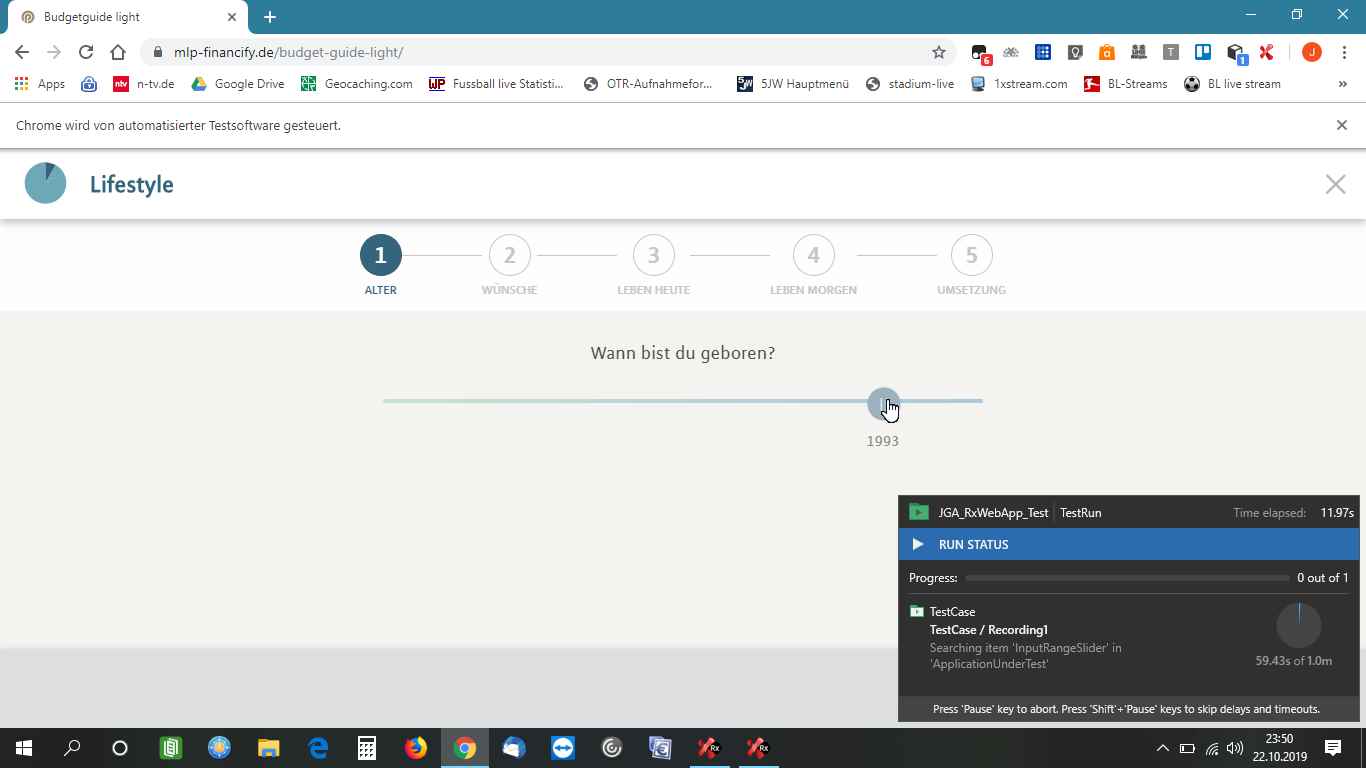 Budgetguide light
mlp-financify.de/budget-guide-light/
6
T
1
J
Apps
ntv
n-tv.de
Google Drive
Geocaching.com
Fussball live Statisti...
OTR-Aufnahmefor...
5JW Hauptmenü
stadium-live
1xstream.com
BL-Streams
BL live stream
»
Chrome wird von automatisierter Testsoftware gesteuert.
Lifestyle
1
2
3
4
5
ALTER
WÜNSCHE
LEBEN HEUTE
LEBEN MORGEN
UMSETZUNG
Wann bist du geboren?
1993
JGA_RxWebApp_Test
TestRun
Time elapsed:
11.97s
RUN STATUS
Progress:
0 out of 1
TestCase
TestCase / Recording1
Searching item 'InputRangeSlider' in
'ApplicationUnderTest'
59.43s of 1.0m
Press 'Pause' key to abort. Press 'Shift'+'Pause' keys to skip delays and timeouts.
Rx
Rx
23:50
22.10.2019